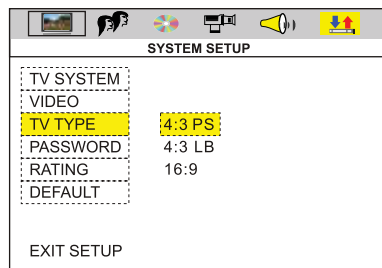 SYSTEM SETUP
TV SYSTEM
VIDEO
TV TYPE 4:3 PS
PASSWORD 4:3 LB
RATING 16:9
DEFAULT
EXIT SETUP